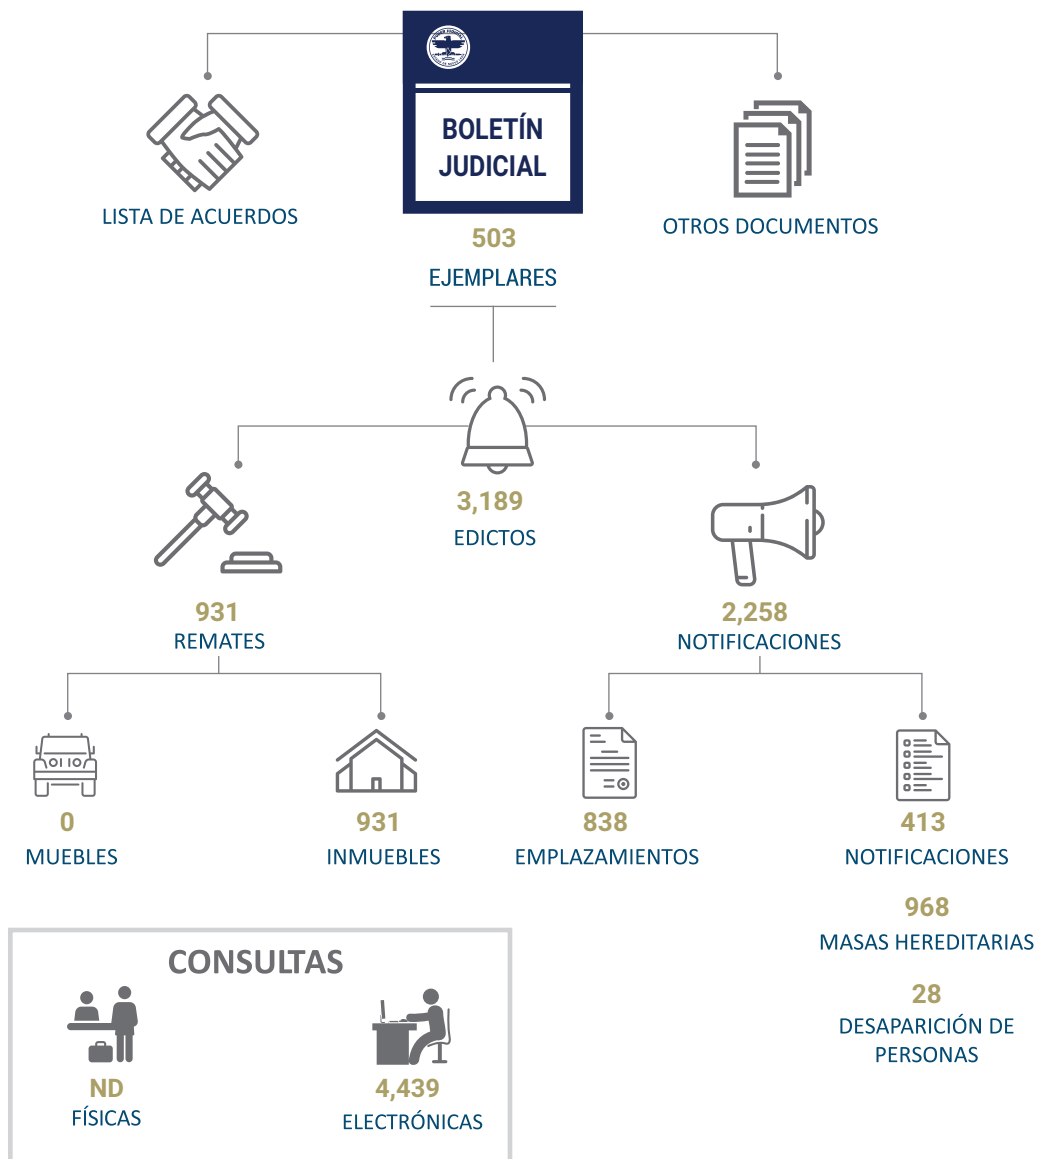 BOLETÍN
JUDICIAL
LISTA DE ACUERDOS
OTROS DOCUMENTOS
503
EJEMPLARES
3,189
EDICTOS
931
REMATES
2,258
NOTIFICACIONES
0
MUEBLES
931
INMUEBLES
838
EMPLAZAMIENTOS
413
NOTIFICACIONES
968
MASAS HEREDITARIAS
28
DESAPARICIÓN DE
PERSONAS
CONSULTAS
ND
FÍSICAS
4,439
ELECTRÓNICAS